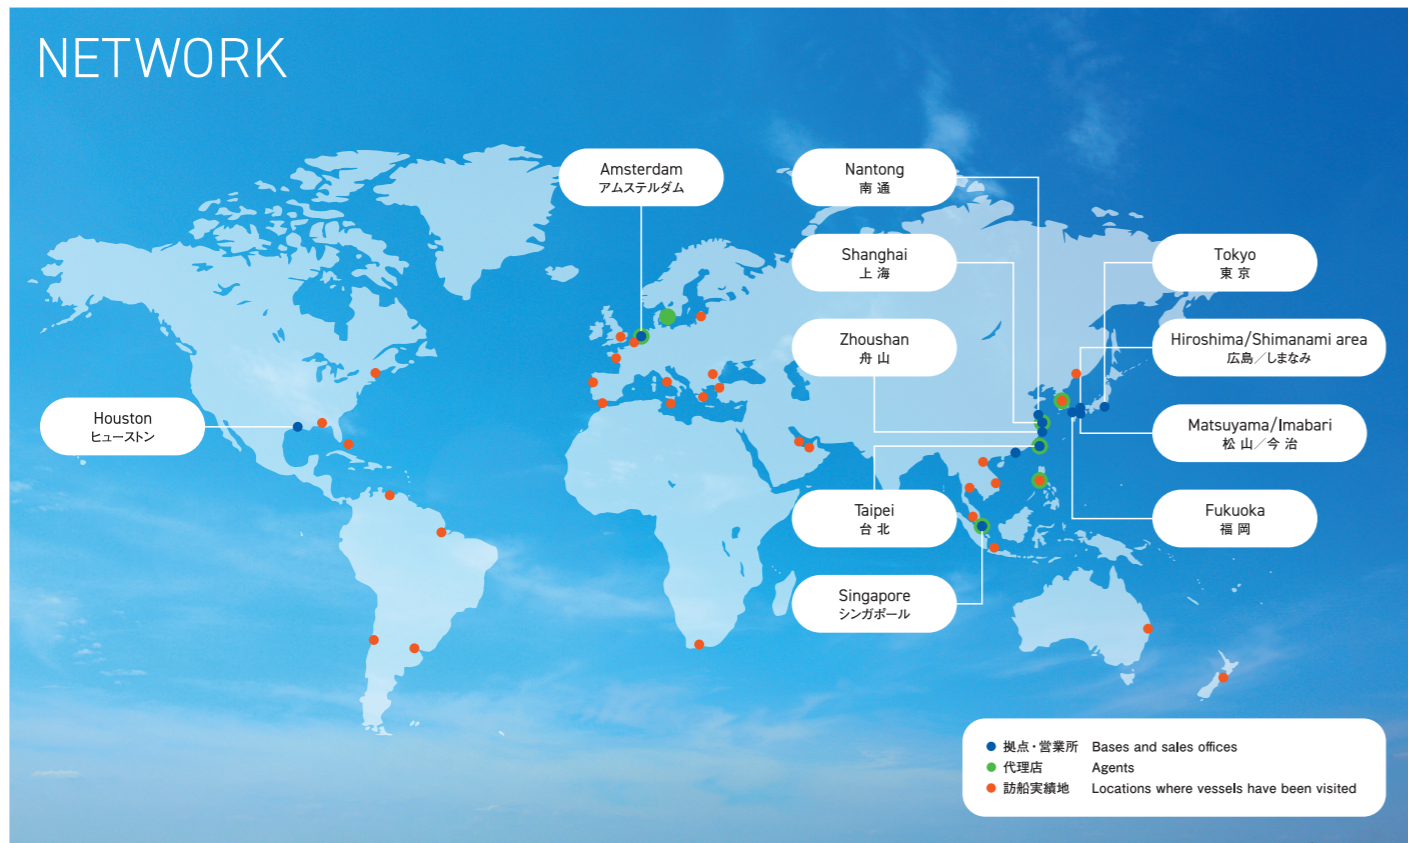 NETWORK
Amsterdam
アムステルダム
Nantong
南 通
Shanghai
上 海
Tokyo
東 京
Zhoushan
舟 山
Hiroshima/Shimanami area
広島／しまなみ
Houston
ヒューストン
Matsuyama/Imabari
松 山／今 治
Taipei
台 北
Fukuoka
福 岡
Singapore
シンガポール
拠点・営業所 Bases and sales offices
代理店 Agents
訪船実績地 Locations where vessels have been visited